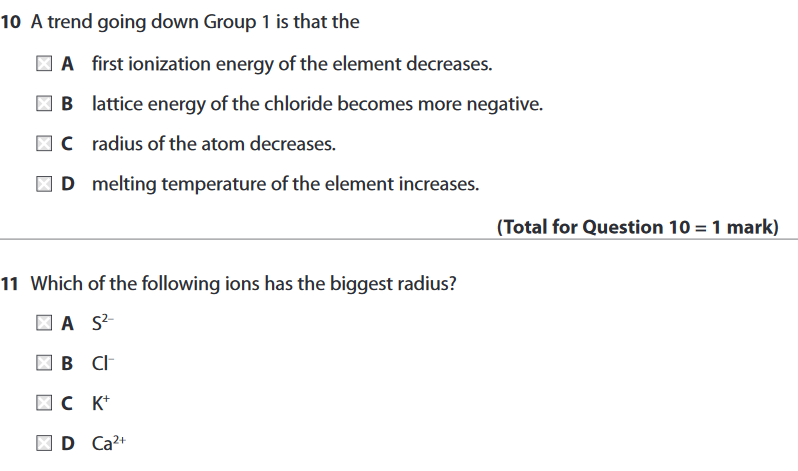 10 A trend going down Group 1 is that the
A first ionization energy of the element decreases.
B lattice energy of the chloride becomes more negative.
C radius of the atom decreases.
D melting temperature of the element increases.
(Total for Question 10 = 1 mark)
11 Which of the following ions has the biggest radius?
A S²⁻
B Cl⁻
C K⁺
D Ca²⁺